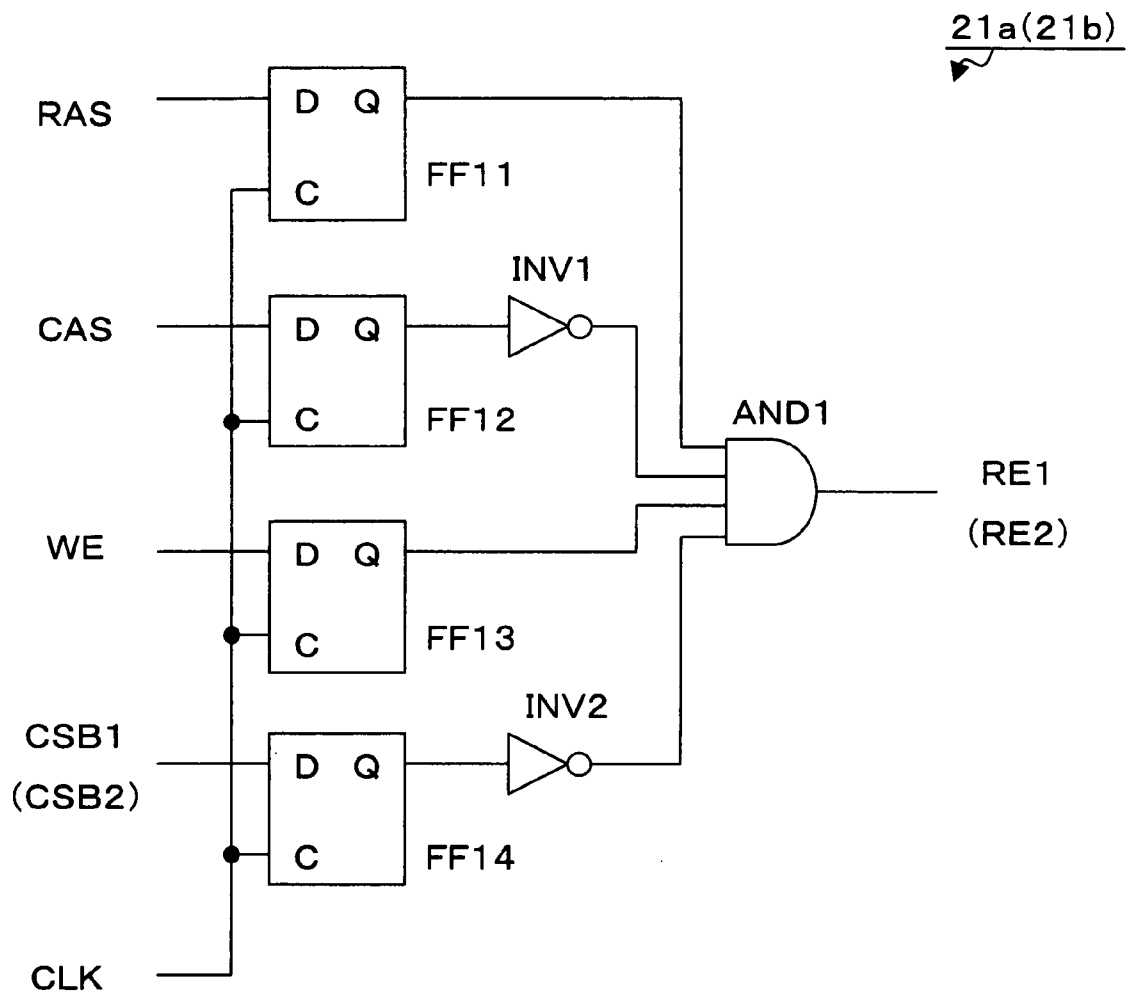 21a(21b)
RAS
D Q
C
FF11
INV1
CAS
D Q
C
FF12
AND1
RE1
(RE2)
WE
D Q
C
FF13
INV2
CSB1
(CSB2)
D Q
C
FF14
CLK